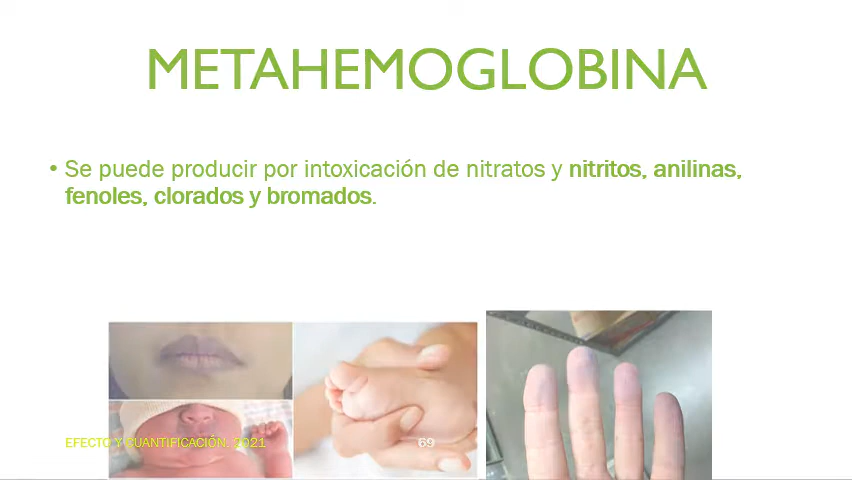 METAHEMOGLOBINA
• Se puede producir por intoxicación de nitratos y nitritos, anilinas,
fenoles, clorados y bromados.
EFECTO Y CUANTIFICACIÓN. 2021
69